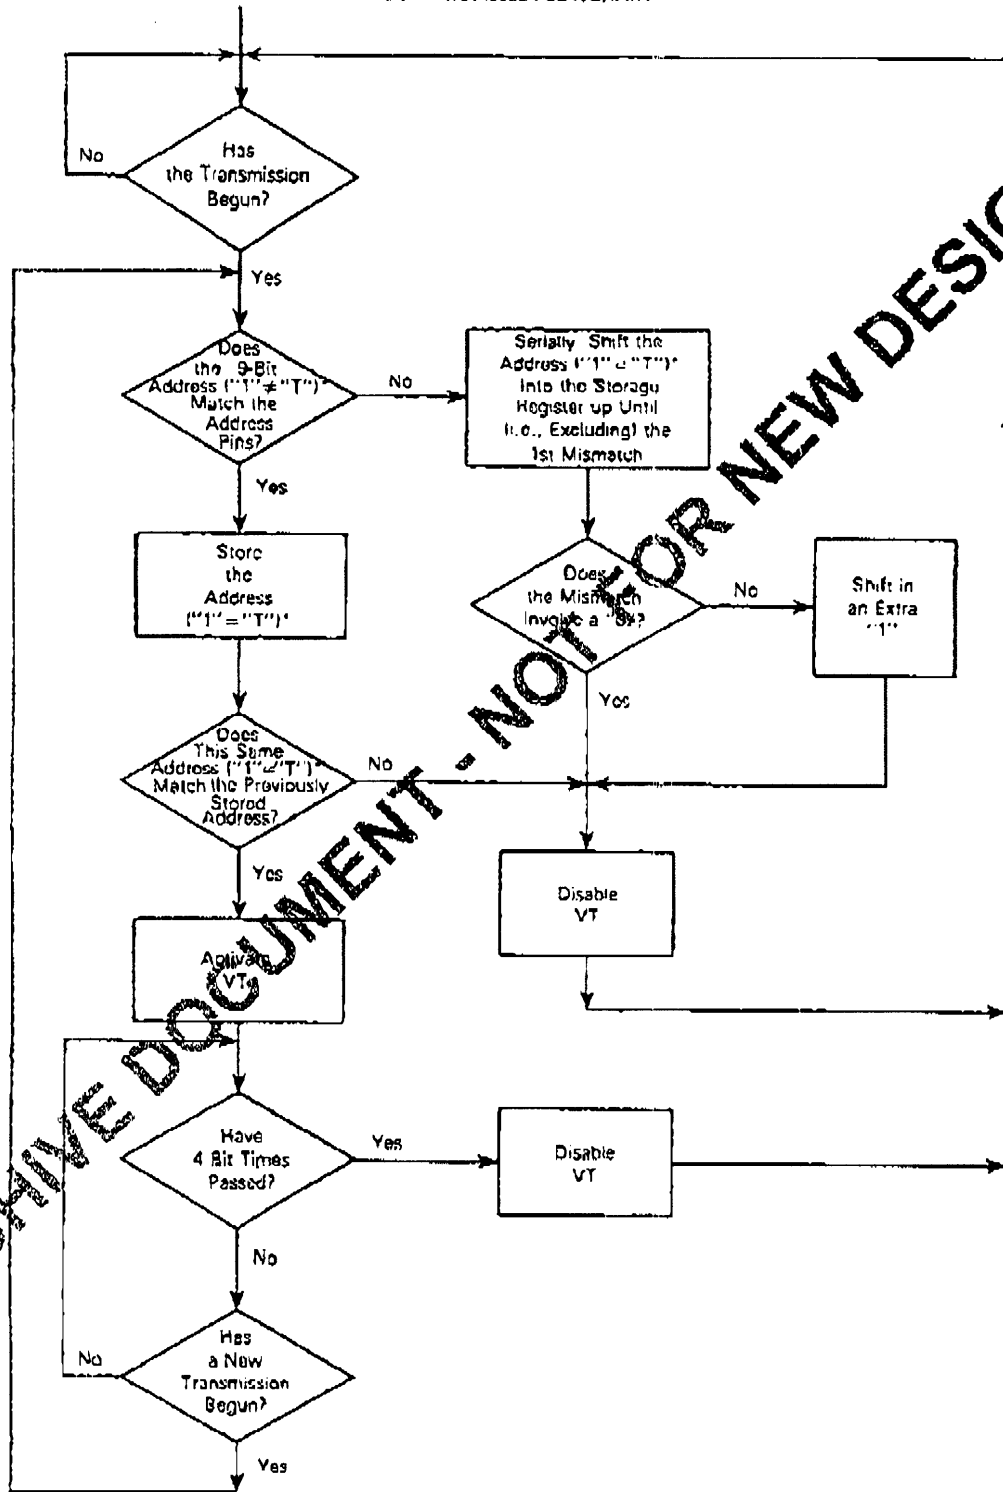 Has
the Transmission
Begun?
No
Yes
Does
the 9-Bit
Address ("1" ≠ "T")*
Match the
Address
Pins?
No
Serially Shift the
Address ("1" = "T")*
Into the Storage
Register up Until
(i.e., Excluding) the
1st Mismatch
Yes
Store
the
Address
("1" = "T")*
Does
the Mismatch
Involve a
No
Shift in
an Extra
"1"
Yes
Does
This Same
Address ("1" = "T")*
Match the Previously
Stored
Address?
No
Yes
Activate
VT
Disable
VT
Have
4 Bit Times
Passed?
Yes
Disable
VT
No
Has
a New
Transmission
Begun?
No
Yes
HIVE DOCUMENT - NOT FOR NEW DESIG